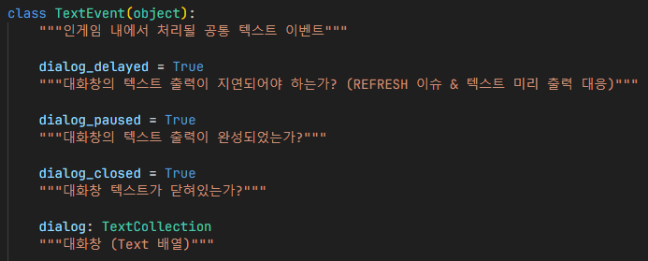 class TextEvent(object):
"""인게임 내에서 처리될 공통 텍스트 이벤트"""
dialog_delayed = True
"""대화창의 텍스트 출력이 지연되어야 하는가? (REFRESH 이슈 & 텍스트 미리 출력 대응)"""
dialog_paused = True
"""대화창의 텍스트 출력이 완성되었는가?"""
dialog_closed = True
"""대화창 텍스트가 닫혀있는가?"""
dialog: TextCollection
"""대화창 (Text 배열)"""